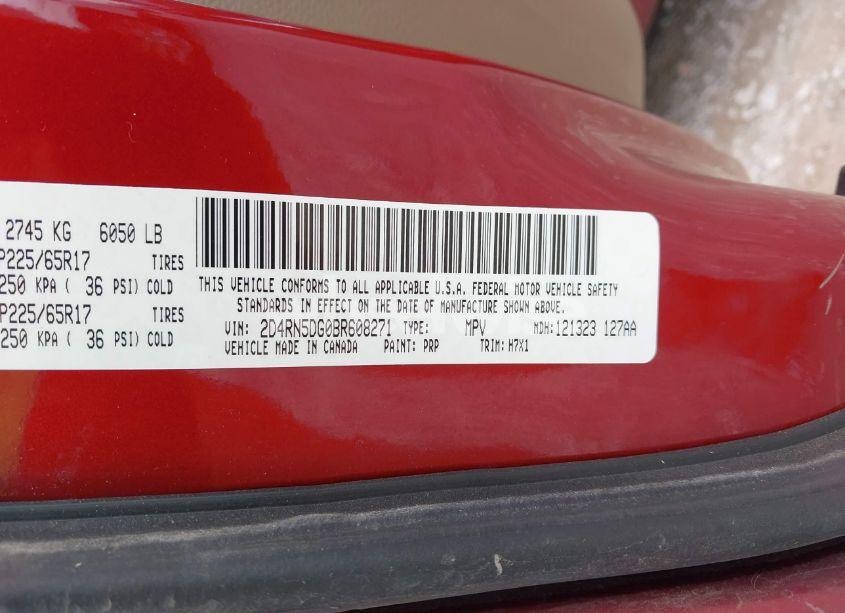 2745 KG 6050 LB
P225/65R17 TIRES
250 KPA ( 36 PSI) COLD
P225/65R17 TIRES
250 KPA ( 36 PSI) COLD
THIS VEHICLE CONFORMS TO ALL APPLICABLE U.S.A. FEDERAL MOTOR VEHICLE SAFETY
STANDARDS IN EFFECT ON THE DATE OF MANUFACTURE SHOWN ABOVE.
VIN: 2D4RN5DG0BR608271 TYPE: MPV MDH:121323 127AA
VEHICLE MADE IN CANADA PAINT: PRP TRIM: H7X1